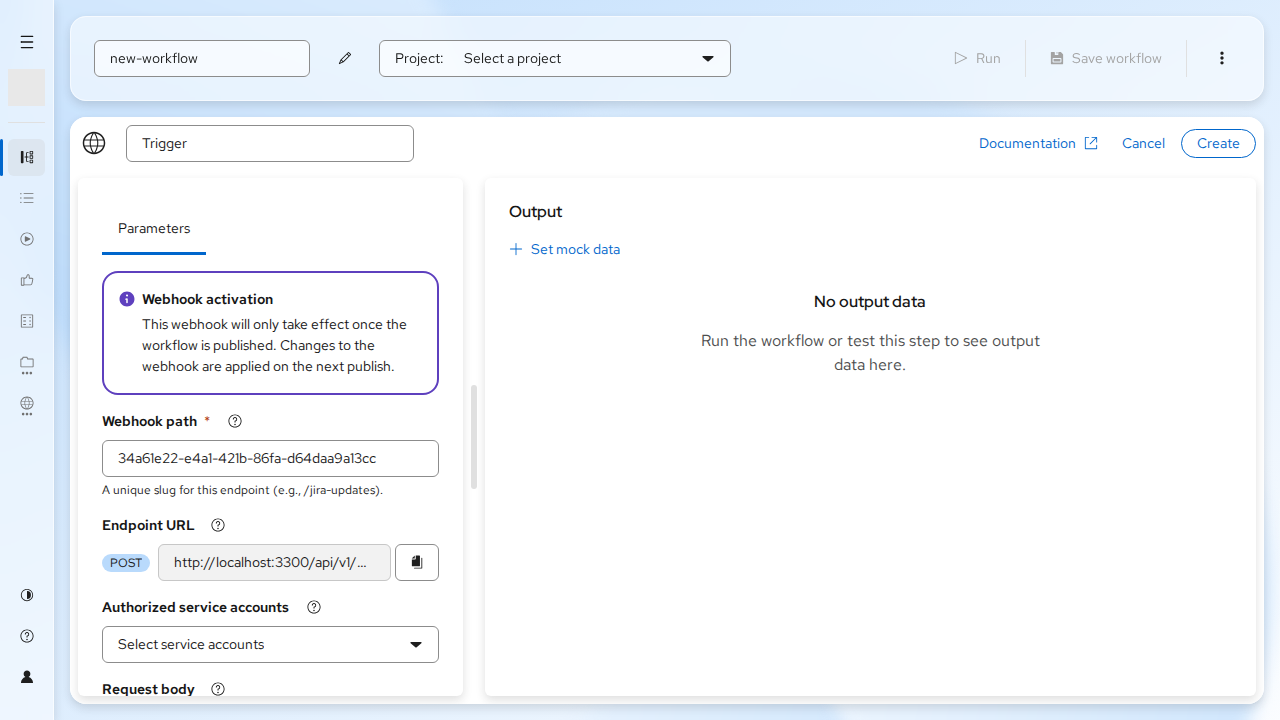 new-workflow
Project: Select a project
Run
Save workflow
Trigger
Documentation
Cancel
Create
Parameters
Webhook activation
This webhook will only take effect once the
workflow is published. Changes to the
webhook are applied on the next publish.
Webhook path *
34a61e22-e4a1-421b-86fa-d64daa9a13cc
A unique slug for this endpoint (e.g., /jira-updates).
Endpoint URL
POST
http://localhost:3300/api/v1/...
Authorized service accounts
Select service accounts
Request body
Output
Set mock data
No output data
Run the workflow or test this step to see output
data here.